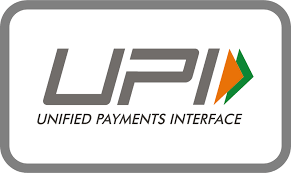 UPI
UNIFIED PAYMENTS INTERFACE